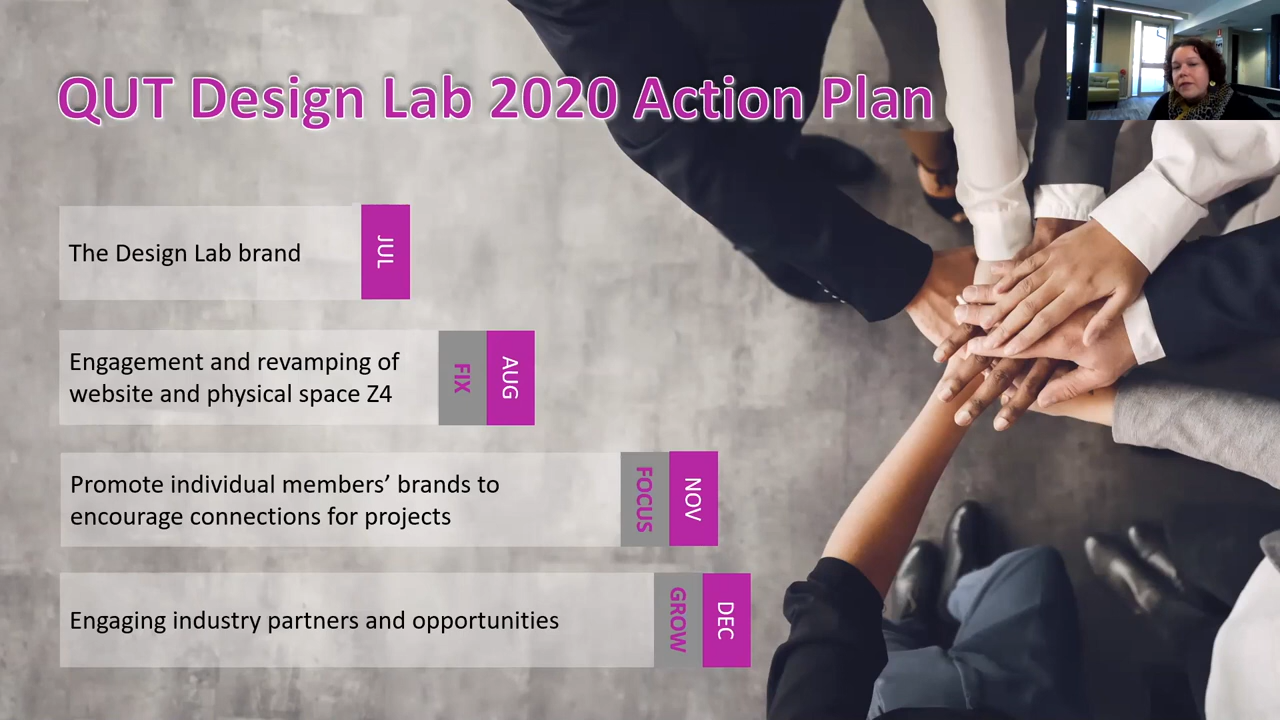 QUT Design Lab 2020 Action Plan
The Design Lab brand
JUL
Engagement and revamping of
website and physical space Z4
FIX
AUG
Promote individual members’ brands to
encourage connections for projects
FOCUS
NOV
Engaging industry partners and opportunities
GROW
DEC